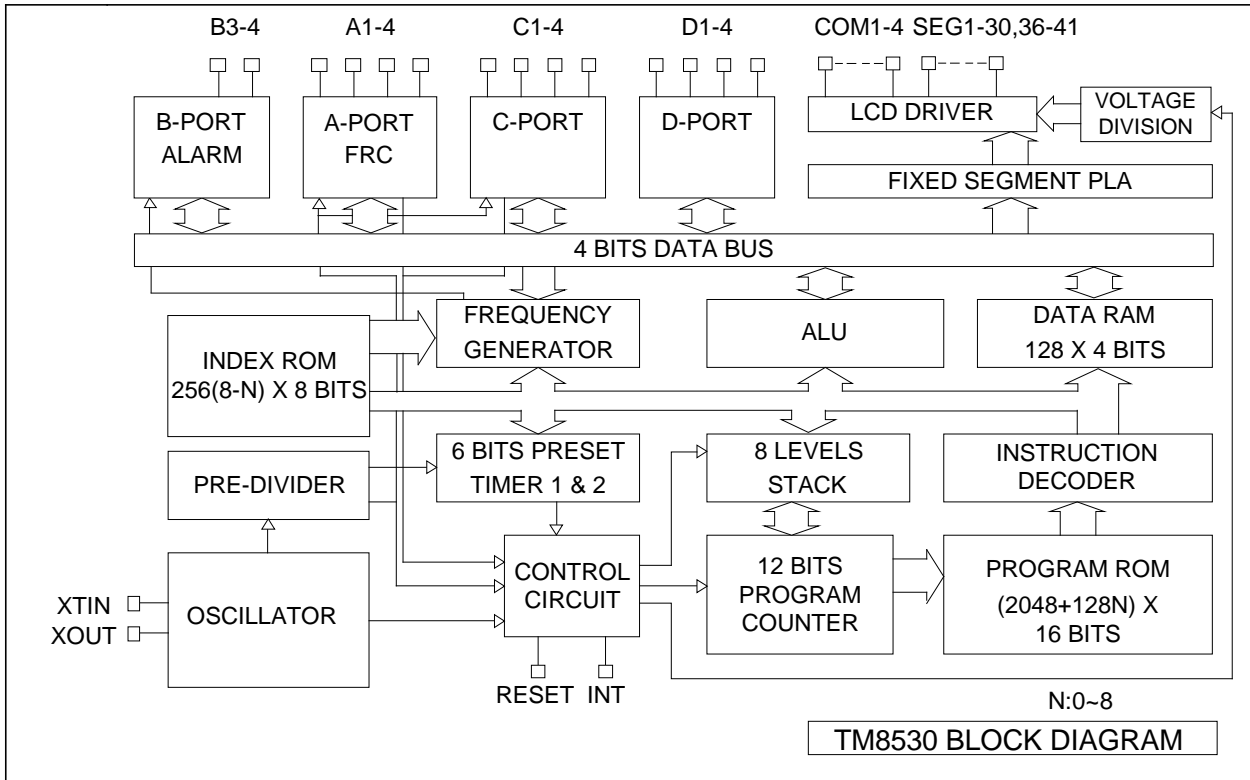 B3-4
A1-4
C1-4
D1-4
COM1-4 SEG1-30,36-41
B-PORT
ALARM
A-PORT
FRC
C-PORT
D-PORT
LCD DRIVER
VOLTAGE
DIVISION
FIXED SEGMENT PLA
4 BITS DATA BUS
INDEX ROM
256(8-N) X 8 BITS
FREQUENCY
GENERATOR
ALU
DATA RAM
128 X 4 BITS
PRE-DIVIDER
6 BITS PRESET
TIMER 1 & 2
8 LEVELS
STACK
INSTRUCTION
DECODER
XTIN
XOUT
OSCILLATOR
CONTROL
CIRCUIT
12 BITS
PROGRAM
COUNTER
PROGRAM ROM
(2048+128N) X
16 BITS
RESET
INT
N:0~8
TM8530 BLOCK DIAGRAM